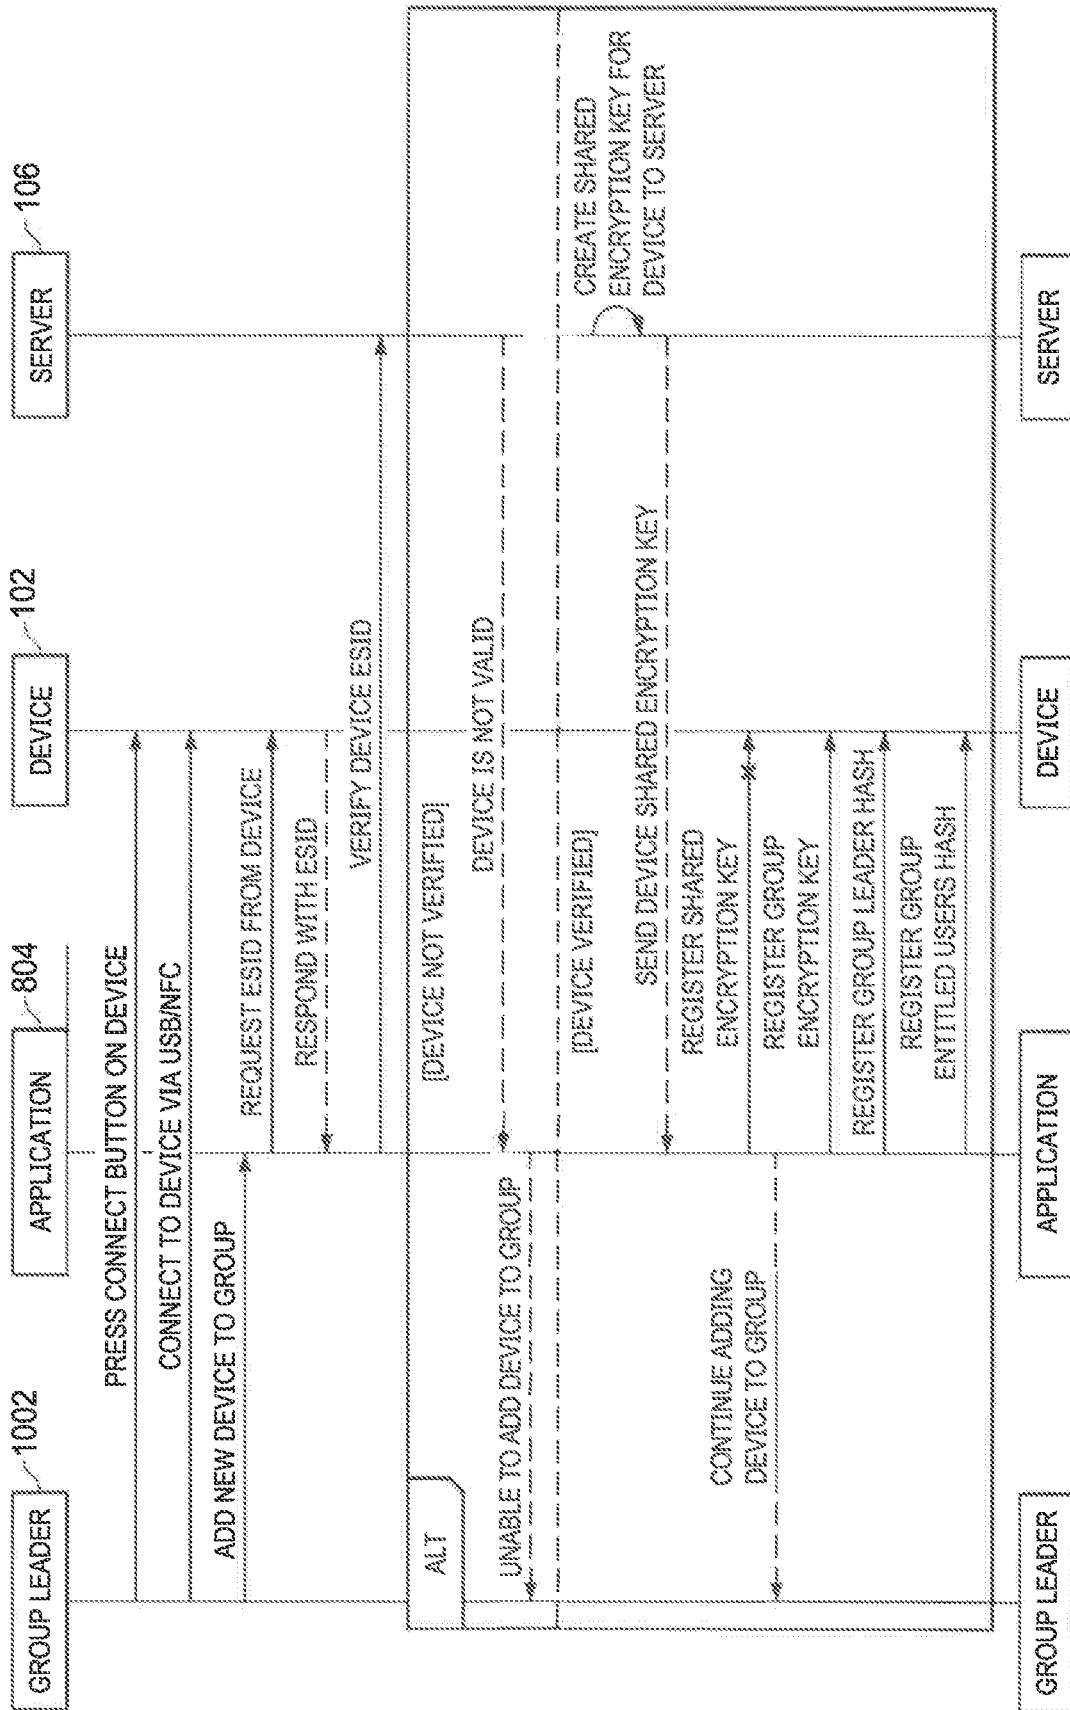 GROUP LEADER 1002
APPLICATION 804
DEVICE 102
SERVER 106
PRESS CONNECT BUTTON ON DEVICE
CONNECT TO DEVICE VIA USB/NFC
ADD NEW DEVICE TO GROUP
REQUEST ESID FROM DEVICE
RESPOND WITH ESID
VERIFY DEVICE ESID
ALT
[DEVICE NOT VERIFIED]
DEVICE IS NOT VALID
UNABLE TO ADD DEVICE TO GROUP
[DEVICE VERIFIED]
CREATE SHARED
ENCRYPTION KEY FOR
DEVICE TO SERVER
SEND DEVICE SHARED ENCRYPTION KEY
REGISTER SHARED
ENCRYPTION KEY
CONTINUE ADDING
DEVICE TO GROUP
REGISTER GROUP
ENCRYPTION KEY
REGISTER GROUP LEADER HASH
REGISTER GROUP
ENTITLED USERS HASH
GROUP LEADER
APPLICATION
DEVICE
SERVER